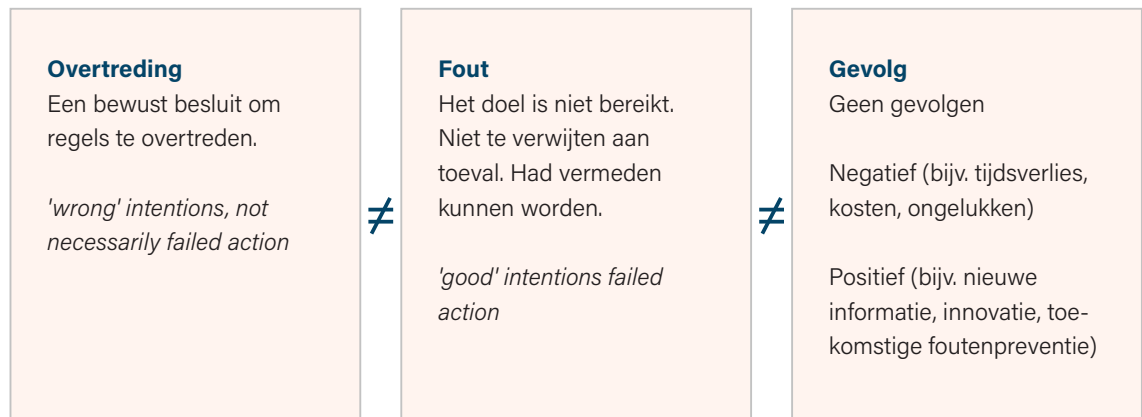 Overtreding
Een bewust besluit om
regels te overtreden.
'wrong' intentions, not
necessarily failed action
≠
Fout
Het doel is niet bereikt.
Niet te verwijten aan
toeval. Had vermeden
kunnen worden.
'good' intentions failed
action
≠
Gevolg
Geen gevolgen
Negatief (bijv. tijdsverlies,
kosten, ongelukken)
Positief (bijv. nieuwe
informatie, innovatie, toe-
komstige foutenpreventie)